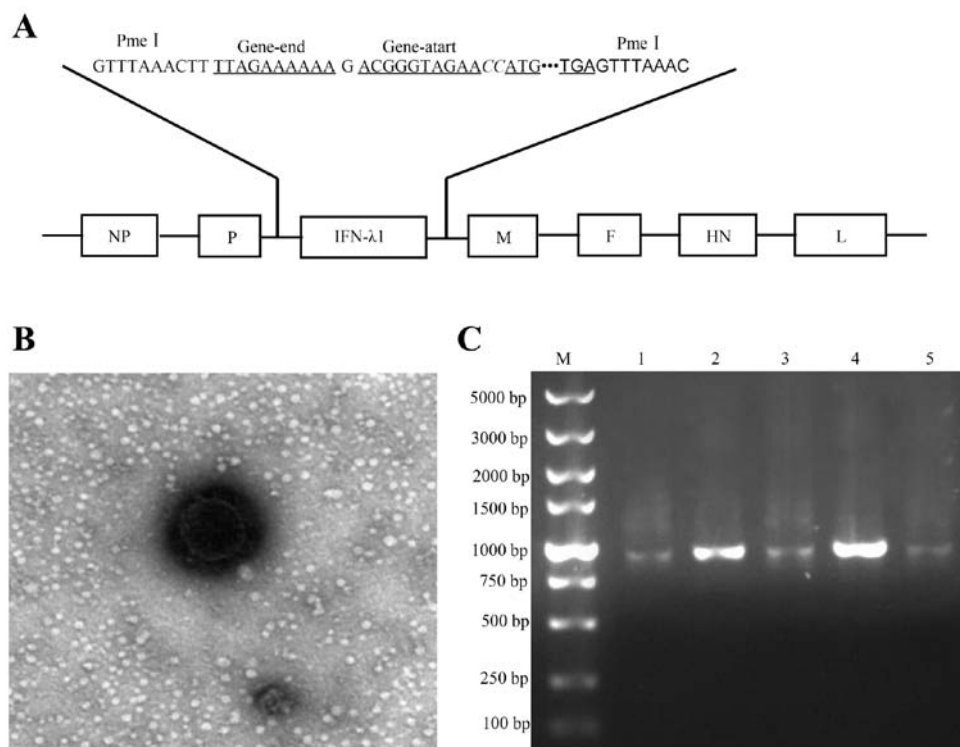 A
Pme I Gene-end Gene-atart Pme I
GTTTAAACTT TTAGAAAAAA G ACGGGTAGAACCATG•••TGAGTTTAAAC
NP P IFN-λ1 M F HN L
B
C
M 1 2 3 4 5
5000 bp
3000 bp
2000 bp
1500 bp
1000 bp
750 bp
500 bp
250 bp
100 bp